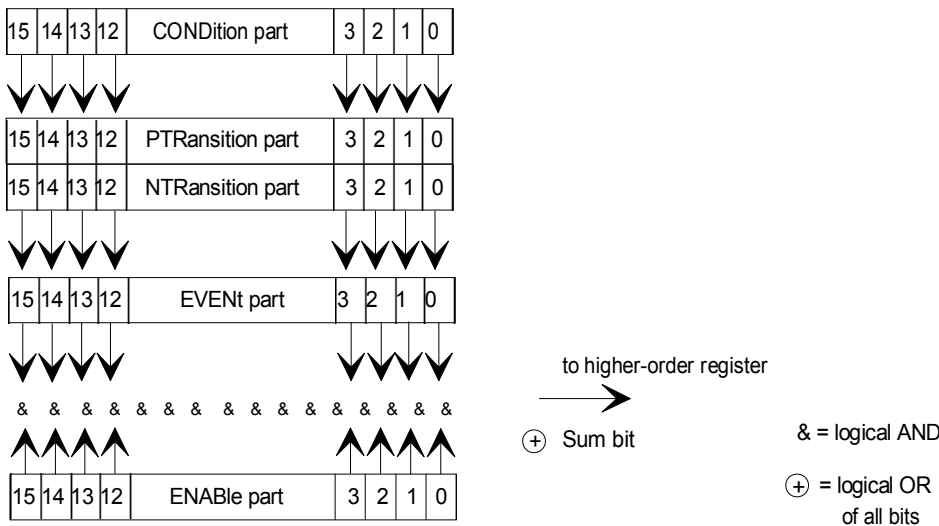 15 14 13 12 CONDition part 3 2 1 0
15 14 13 12 PTRansition part 3 2 1 0
15 14 13 12 NTRansition part 3 2 1 0
15 14 13 12 EVENt part 3 2 1 0
to higher-order register
& & & & & & & & & & & & & & & &
+ Sum bit
& = logical AND
15 14 13 12 ENABle part 3 2 1 0
+ = logical OR
of all bits